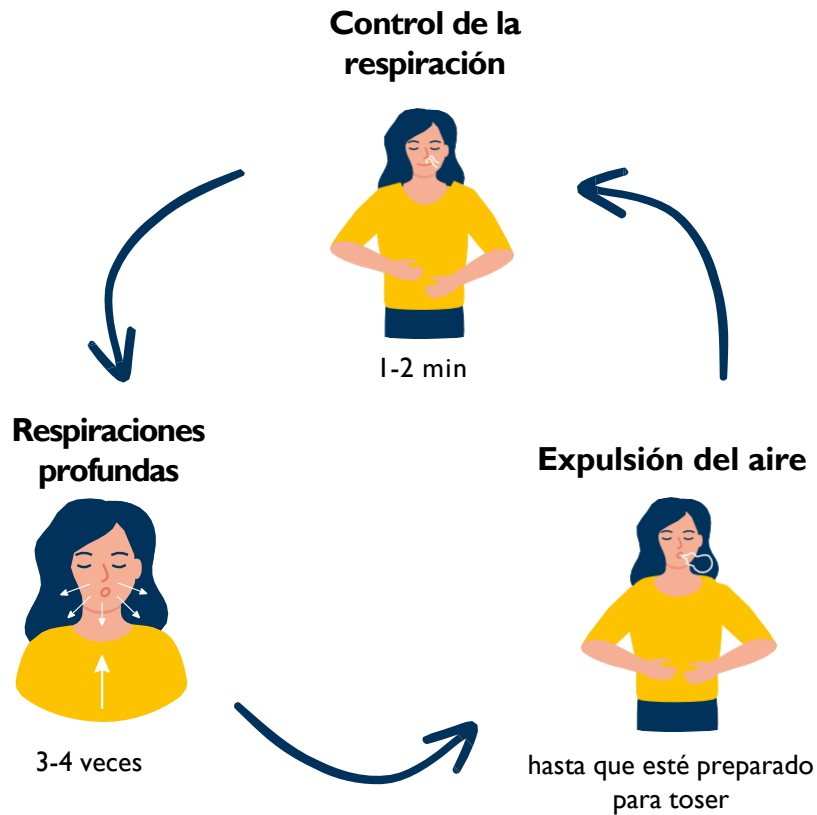 Control de la
respiración
1-2 min
Respiraciones
profundas
3-4 veces
Expulsión del aire
hasta que esté preparado
para toser